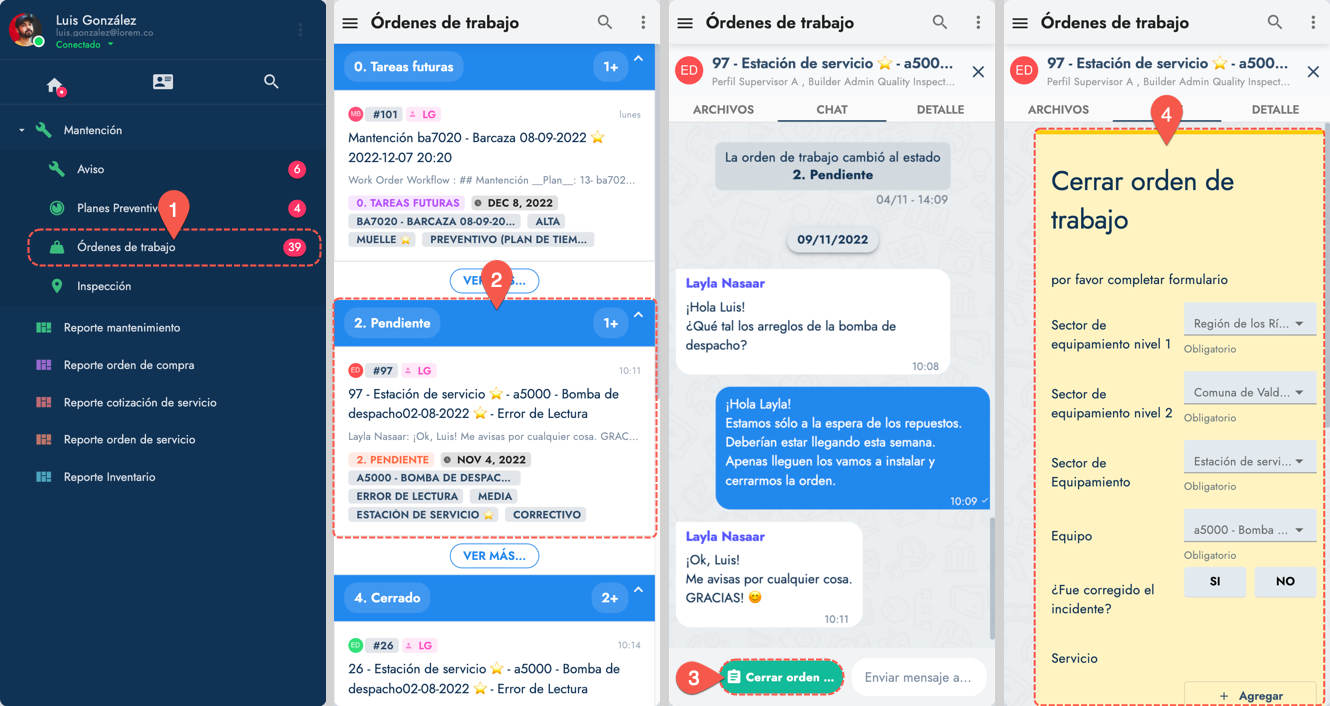 Luis González
luis.gonzalez@lorem.co
Conectado
Mantención
Aviso
6
Planes Preventiv
4
1
Órdenes de trabajo
39
Inspección
Reporte mantenimiento
Reporte orden de compra
Reporte cotización de servicio
Reporte orden de servicio
Reporte Inventario
Órdenes de trabajo
0. Tareas futuras
1+
MB #101 LG
lunes
Mantención ba7020 - Barcaza 08-09-2022 ⭐
2022-12-07 20:20
Work Order Workflow : ## Mantención __Plan__: 13- ba702...
0. TAREAS FUTURAS DEC 8, 2022
BA7020 - BARCAZA 08-09-20... ALTA
MUELLE ⭐ PREVENTIVO (PLAN DE TIEM...
VER MÁS...
2
2. Pendiente
1+
ED #97 LG
10:11
97 - Estación de servicio ⭐ - a5000 - Bomba de
despacho02-08-2022 ⭐ - Error de Lectura
Layla Nasaar: ¡Ok, Luis! Me avisas por cualquier cosa. GRAC...
2. PENDIENTE NOV 4, 2022
A5000 - BOMBA DE DESPAC...
ERROR DE LECTURA MEDIA
ESTACIÓN DE SERVICIO ⭐ CORRECTIVO
VER MÁS...
4. Cerrado
2+
ED #26 LG
10:14
26 - Estación de servicio ⭐ - a5000 - Bomba de
despacho02-08-2022 ⭐ - Error de Lectura
Órdenes de trabajo
ED
97 - Estación de servicio ⭐ - a500...
Perfil Supervisor A , Builder Admin Quality Inspect...
ARCHIVOS CHAT DETALLE
La orden de trabajo cambió al estado
2. Pendiente
04/11 - 14:09
09/11/2022
Layla Nasaar
¡Hola Luis!
¿Qué tal los arreglos de la bomba de
despacho?
10:08
¡Hola Layla!
Estamos sólo a la espera de los repuestos.
Deberían estar llegando esta semana.
Apenas lleguen los vamos a instalar y
cerrarmos la orden.
10:09
Layla Nasaar
¡Ok, Luis!
Me avisas por cualquier cosa.
GRACIAS! 😊
10:11
3
Cerrar orden ...
Enviar mensaje a...
Órdenes de trabajo
ED
97 - Estación de servicio ⭐ - a500...
Perfil Supervisor A , Builder Admin Quality Inspect...
ARCHIVOS DETALLE
4
Cerrar orden de
trabajo
por favor completar formulario
Sector de
equipamiento nivel 1
Región de los Rí...
Obligatorio
Sector de
equipamiento nivel 2
Comuna de Vald...
Obligatorio
Sector de
Equipamiento
Estación de servi...
Obligatorio
Equipo
a5000 - Bomba ...
Obligatorio
¿Fue corregido el
incidente?
SI NO
Servicio
+ Agregar